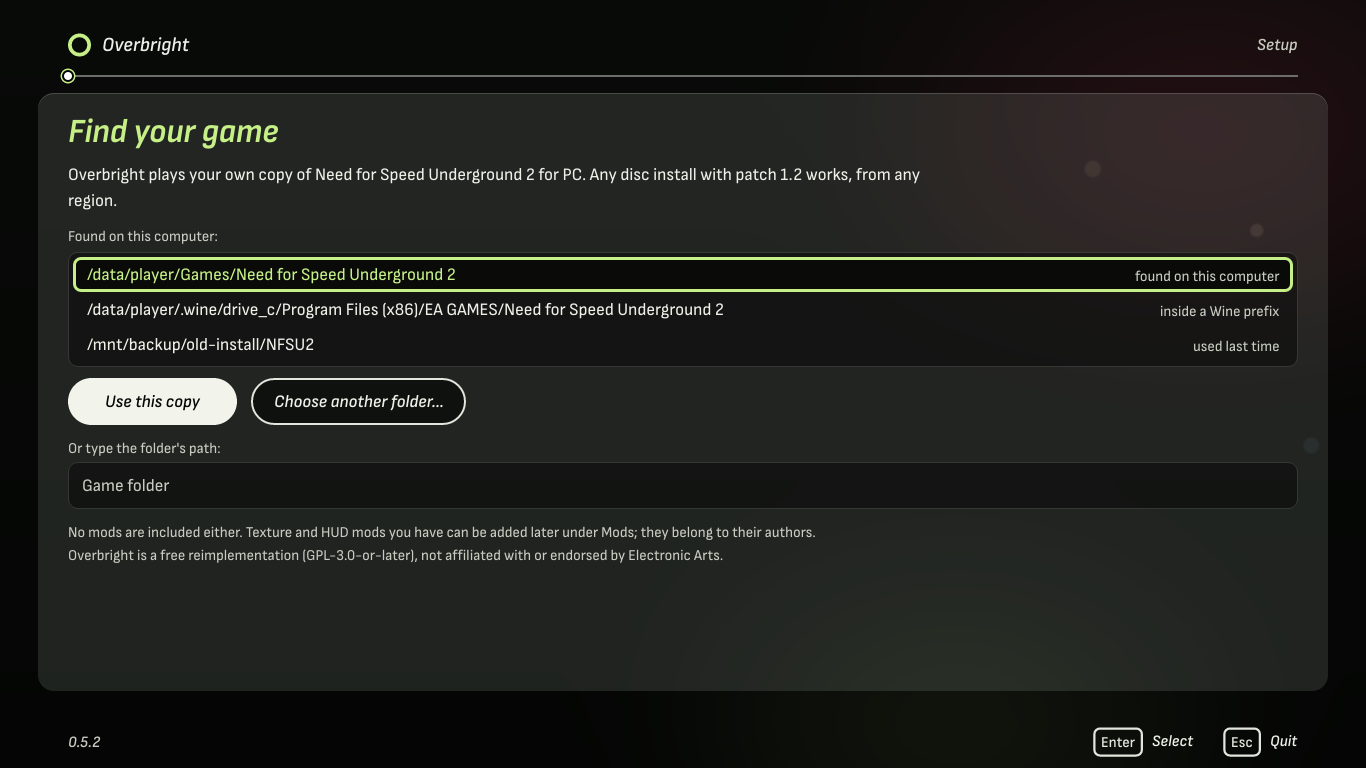 Overbright
Setup
Find your game
Overbright plays your own copy of Need for Speed Underground 2 for PC. Any disc install with patch 1.2 works, from any
region.
Found on this computer:
/data/player/Games/Need for Speed Underground 2
found on this computer
/data/player/.wine/drive_c/Program Files (x86)/EA GAMES/Need for Speed Underground 2
inside a Wine prefix
/mnt/backup/old-install/NFSU2
used last time
Use this copy
Choose another folder...
Or type the folder's path:
Game folder
No mods are included either. Texture and HUD mods you have can be added later under Mods; they belong to their authors.
Overbright is a free reimplementation (GPL-3.0-or-later), not affiliated with or endorsed by Electronic Arts.
0.5.2
Enter Select
Esc Quit